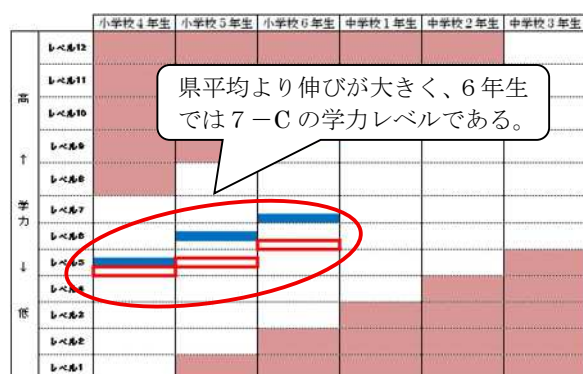 小学校４年生 小学校５年生 小学校６年生 中学校１年生 中学校２年生 中学校３年生
高
↑
学力
↓
低
レベル12
レベル11
レベル10
レベル9
レベル8
レベル7
レベル6
レベル5
レベル4
レベル3
レベル2
レベル1
県平均より伸びが大きく、６年生
では７－C の学力レベルである。